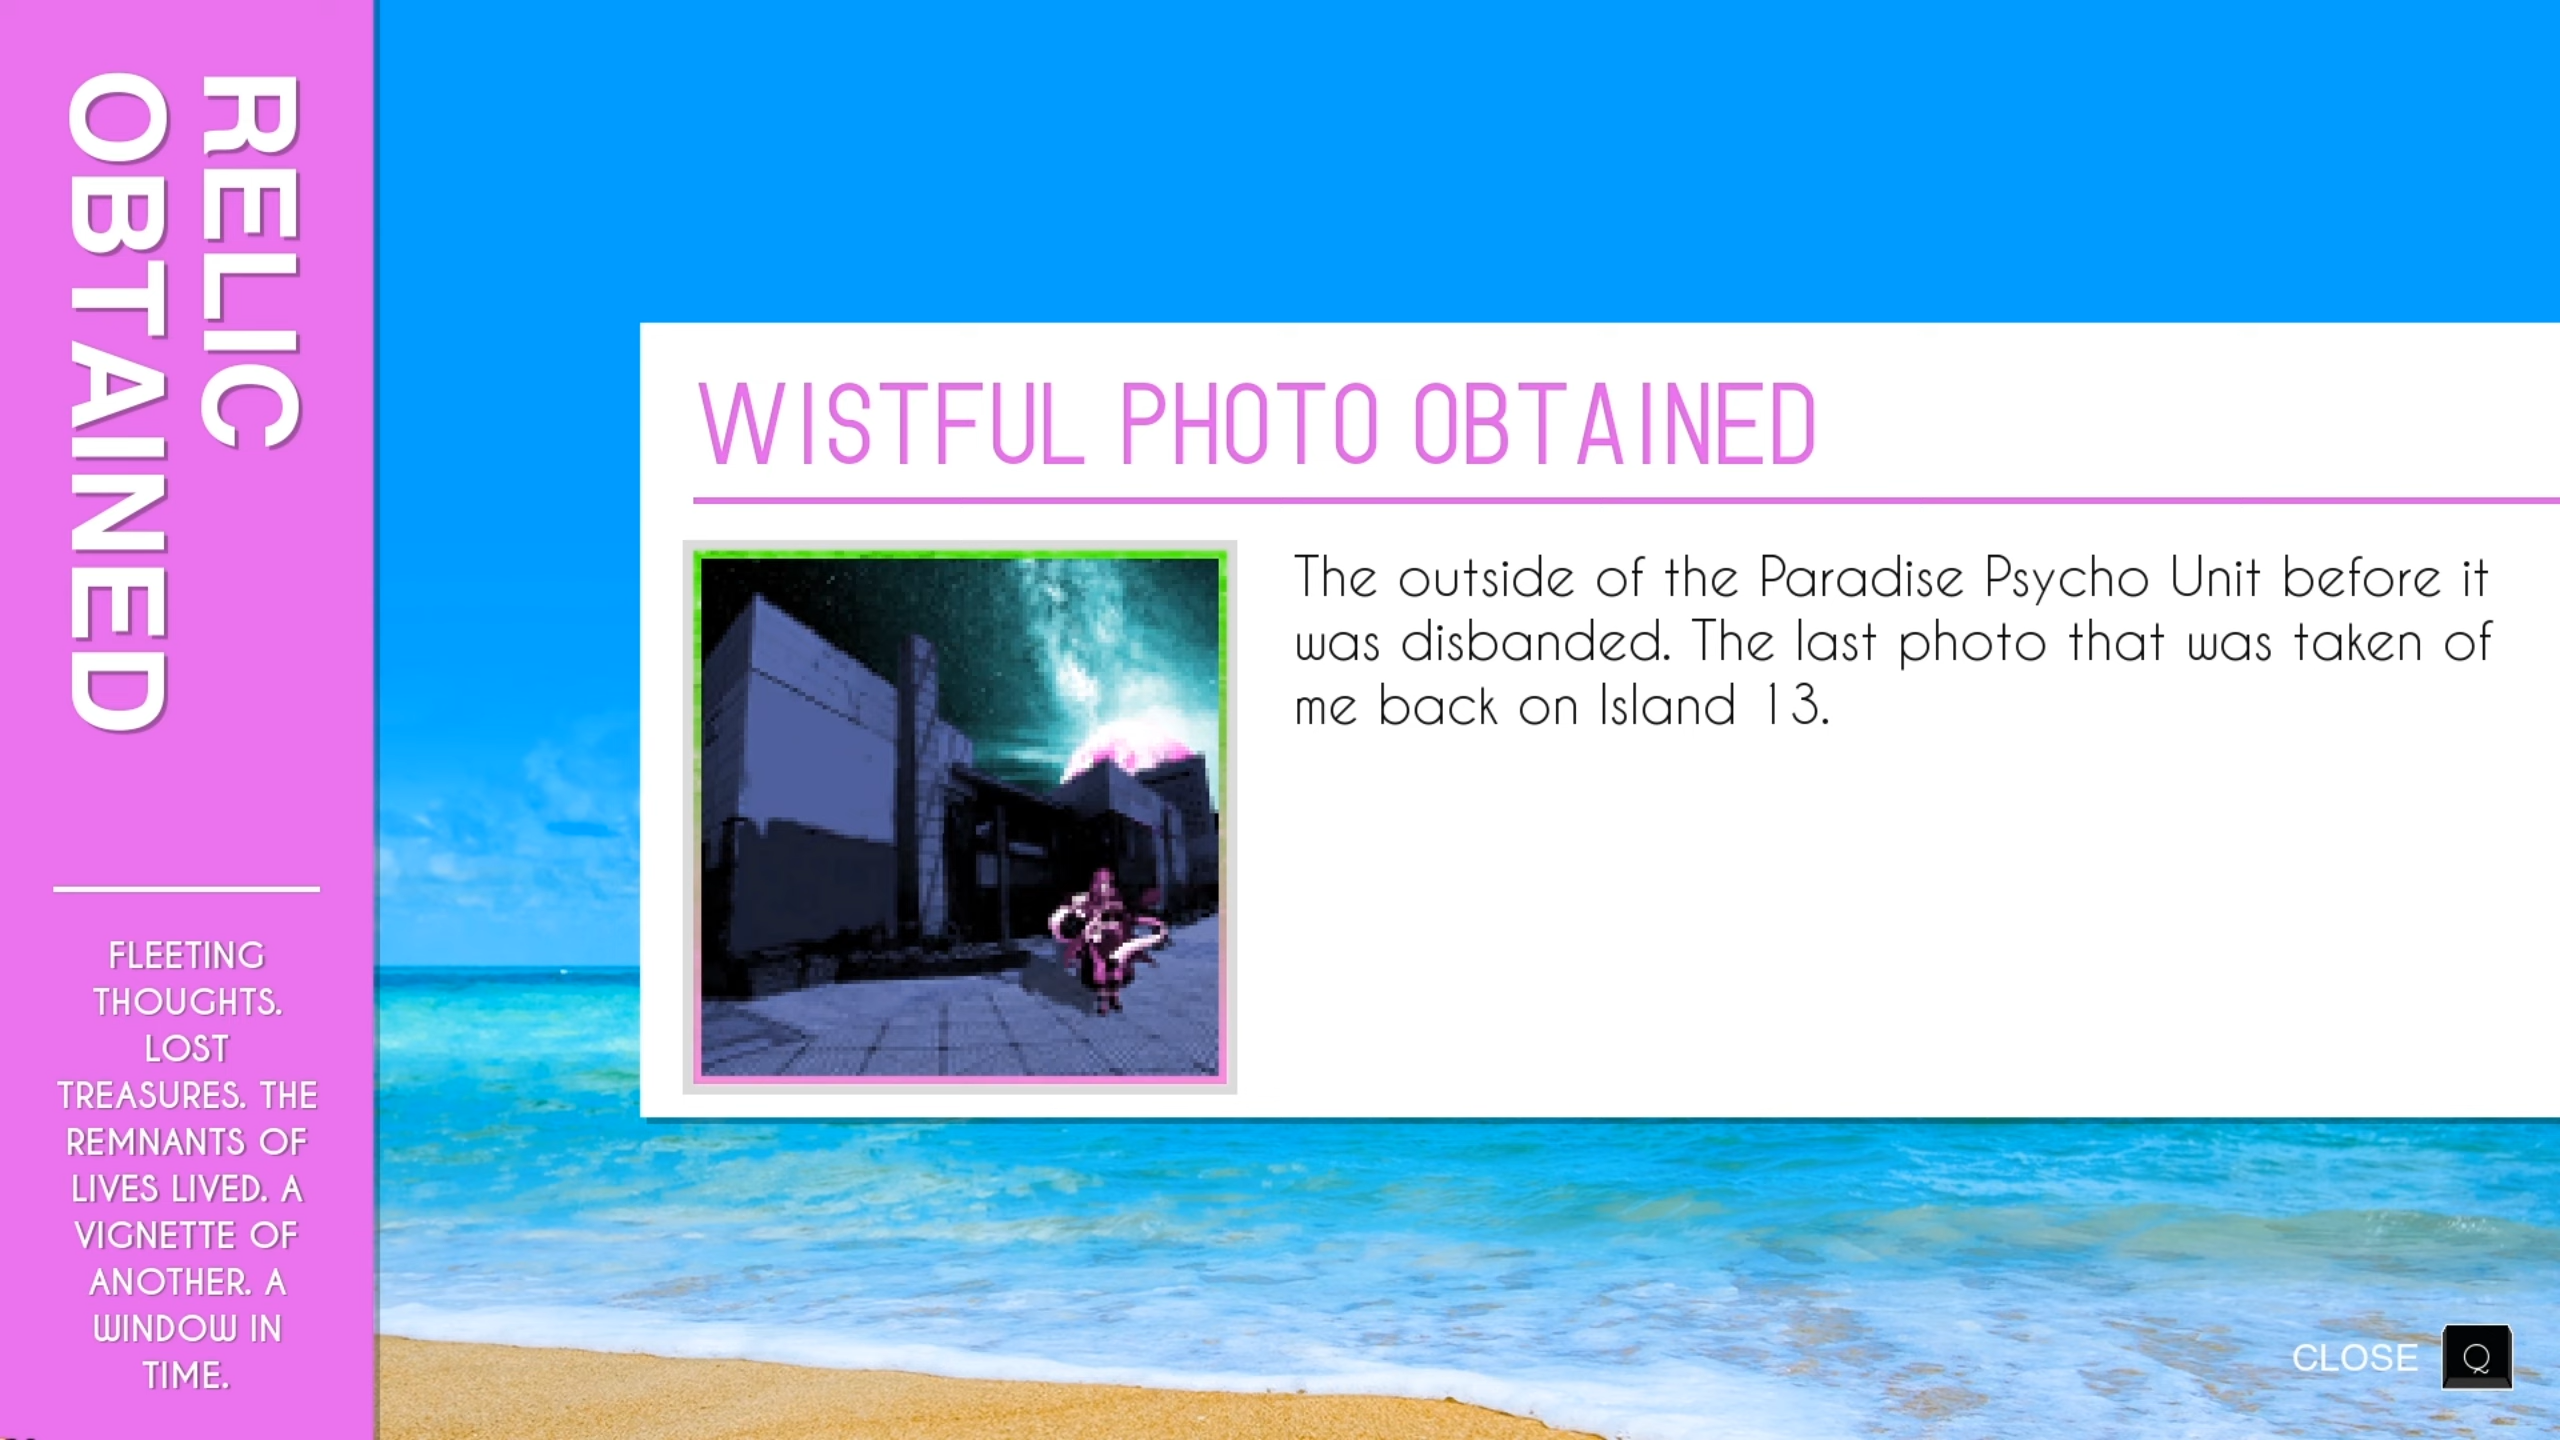 RELIC
OBTAINED
FLEETING
THOUGHTS.
LOST
TREASURES. THE
REMNANTS OF
LIVES LIVED. A
VIGNETTE OF
ANOTHER. A
WINDOW IN
TIME.
WISTFUL PHOTO OBTAINED
The outside of the Paradise Psycho Unit before it
was disbanded. The last photo that was taken of
me back on Island 13.
CLOSE Q